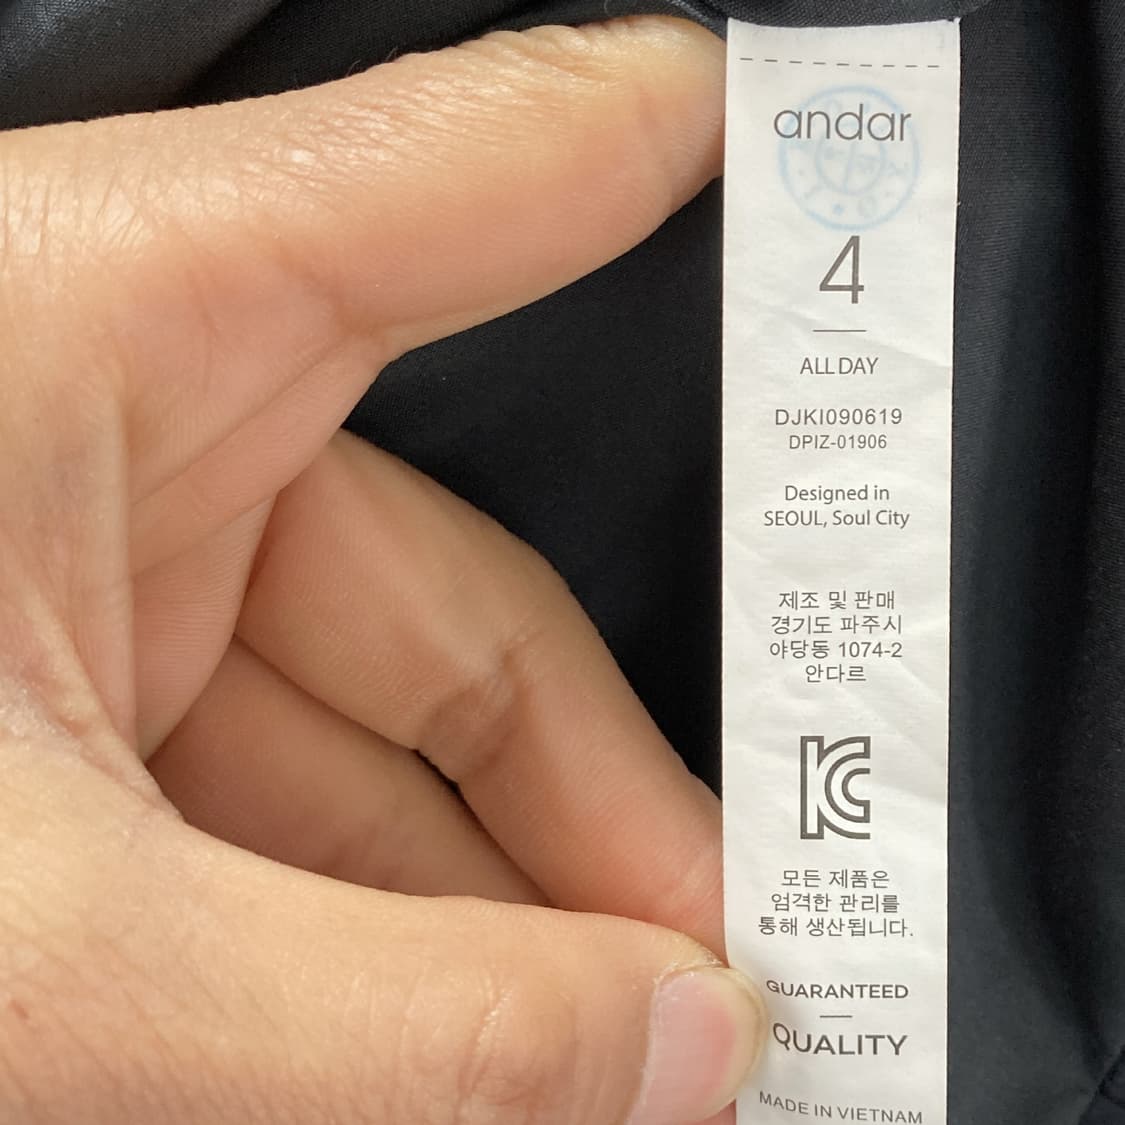 andar
4
ALL DAY
DJKI090619
DPIZ-01906
Designed in
SEOUL, Soul City
제조 및 판매
경기도 파주시
야당동 1074-2
안다르
KC
모든 제품은
엄격한 관리를
통해 생산됩니다.
GUARANTEED
QUALITY
MADE IN VIETNAM